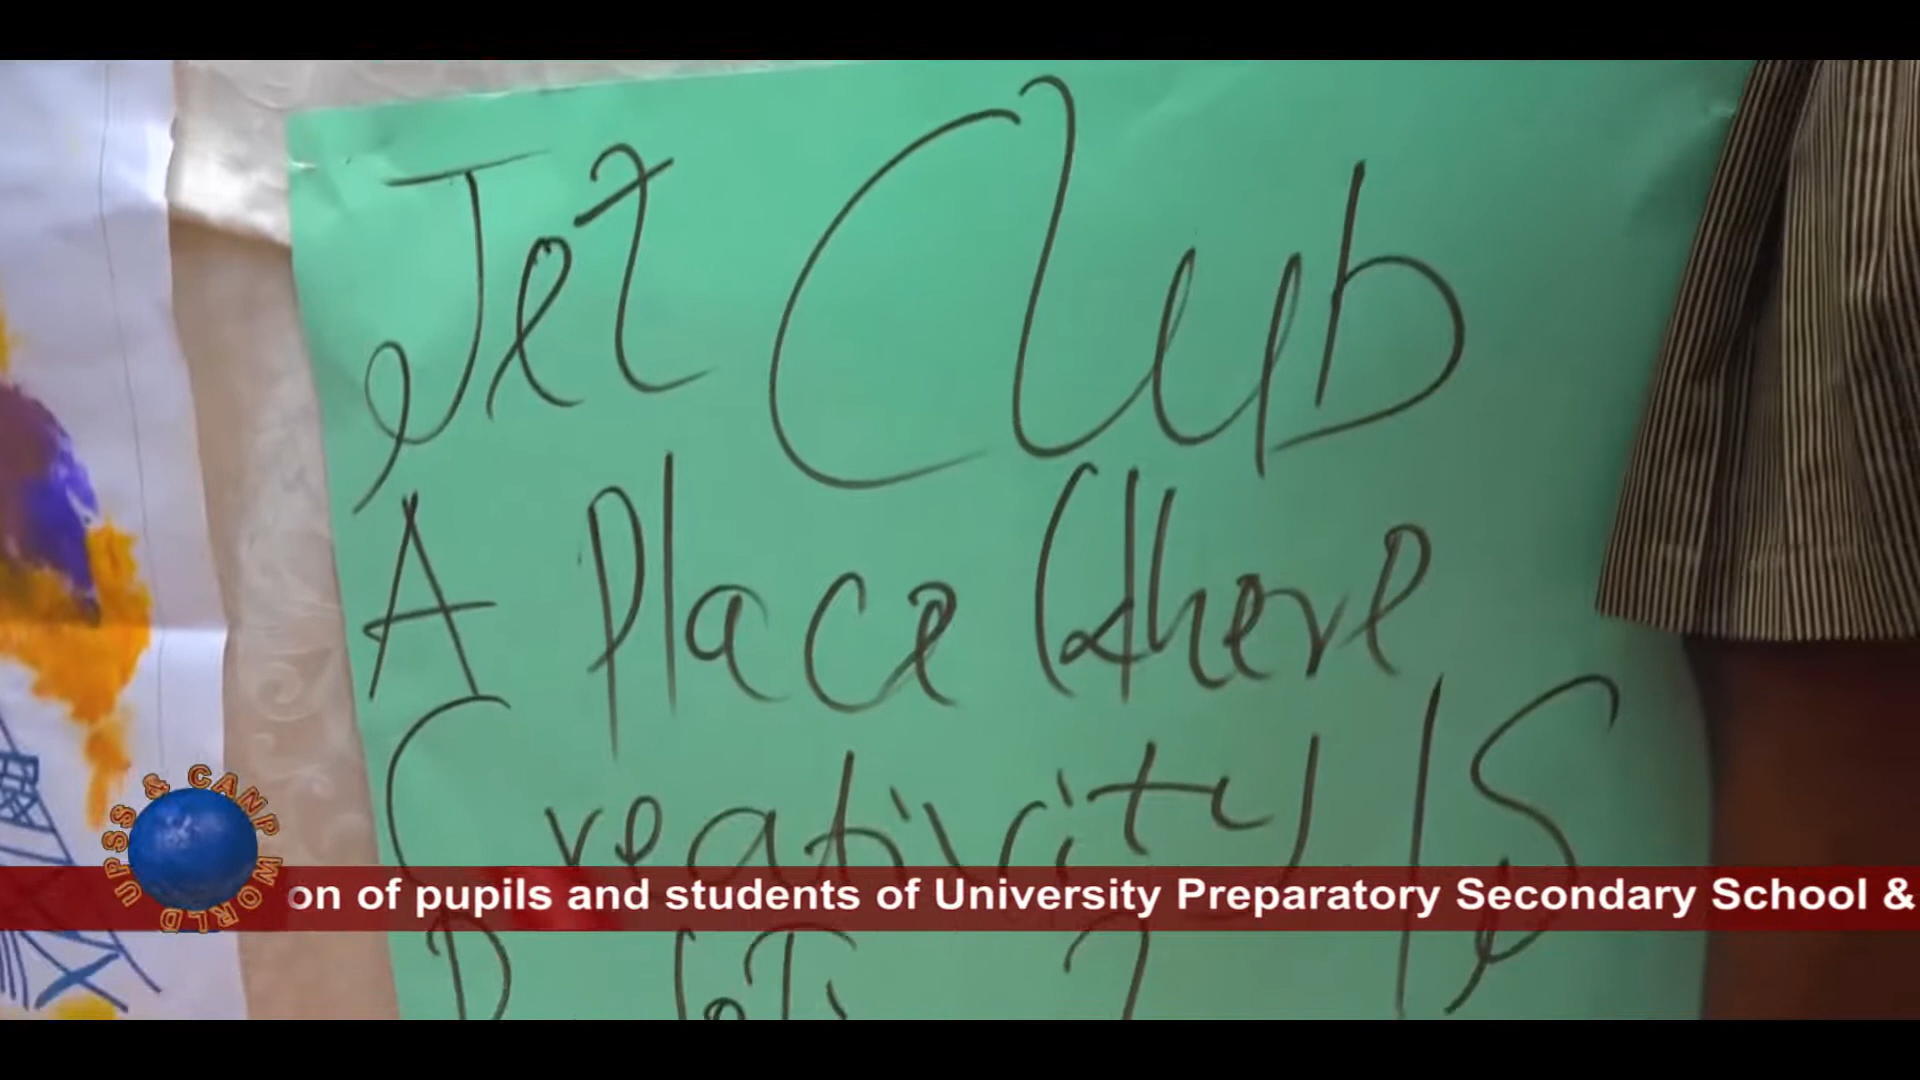 Jet Club
A Place Where
Creativity IS
UPSS & CANP WORLD
on of pupils and students of University Preparatory Secondary School &